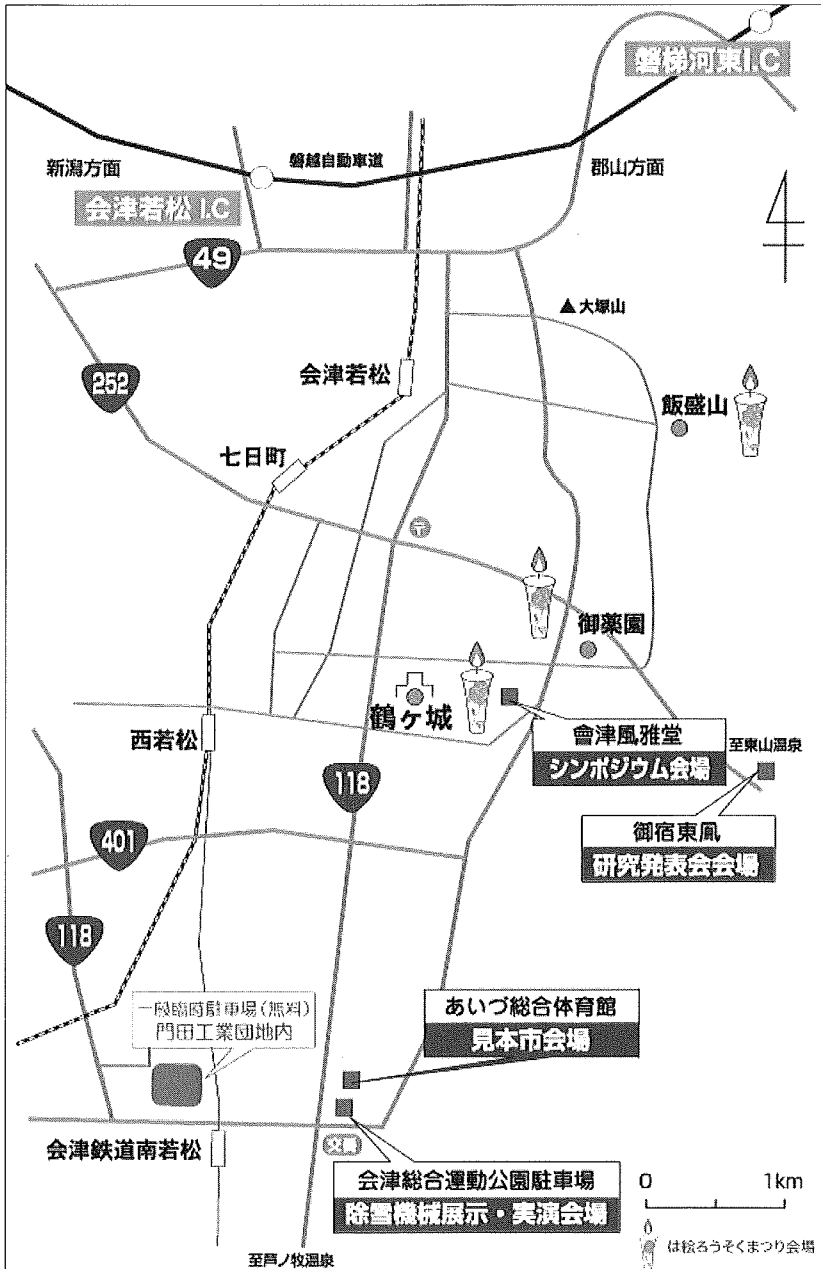 磐梯河東I.C
新潟方面
磐越自動車道
郡山方面
会津若松 I.C
49
大塚山
252
会津若松
飯盛山
七日町
〒
御薬園
鶴ヶ城
西若松
會津風雅堂
シンポジウム会場
至東山温泉
118
401
御宿東鳳
研究発表会会場
118
一般臨時駐車場(無料)
門田工業団地内
あいづ総合体育館
見本市会場
会津鉄道南若松
会津総合運動公園駐車場
除雪機械展示・実演会場
0 1km
は絵ろうそくまつり会場
至芦ノ牧温泉